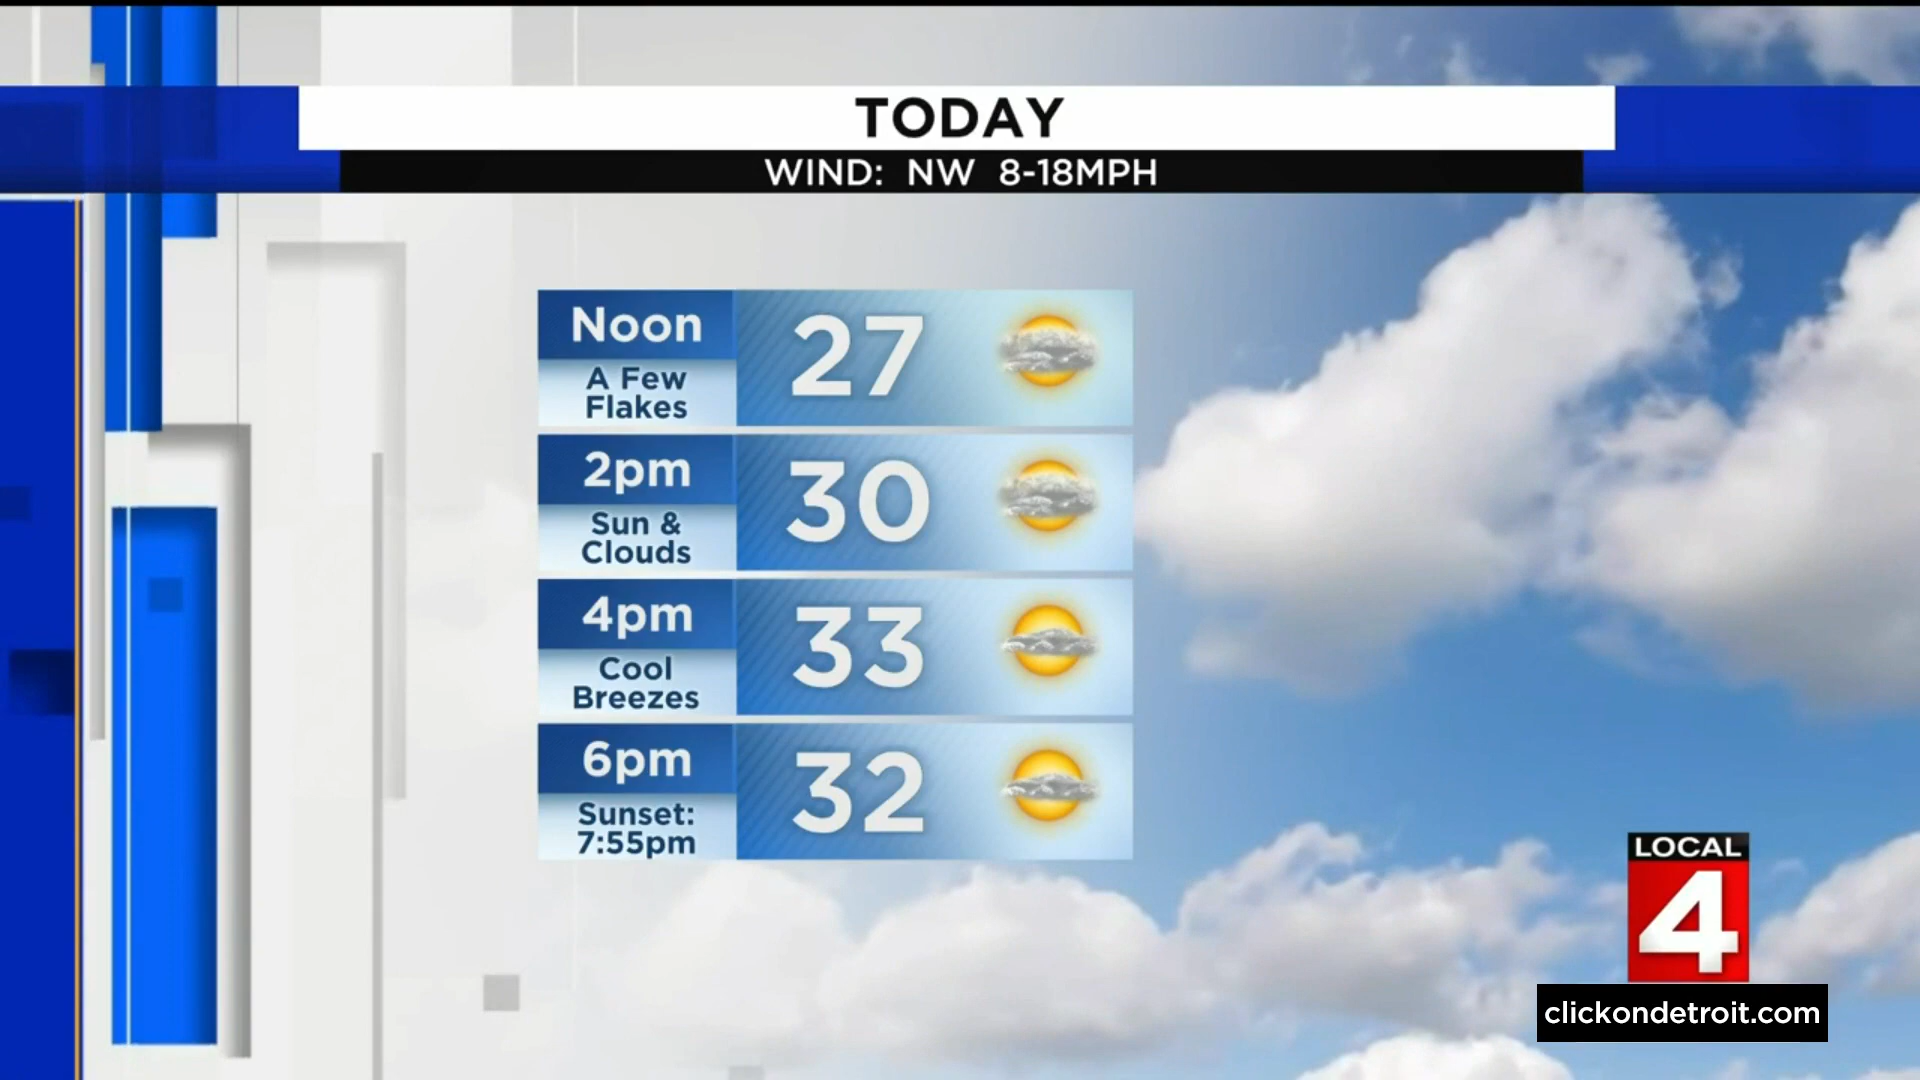 TODAY
WIND: NW 8-18MPH
Noon
27
A Few
Flakes
2pm
30
Sun &
Clouds
4pm
33
Cool
Breezes
6pm
32
Sunset:
7:55pm
LOCAL
4
clickondetroit.com